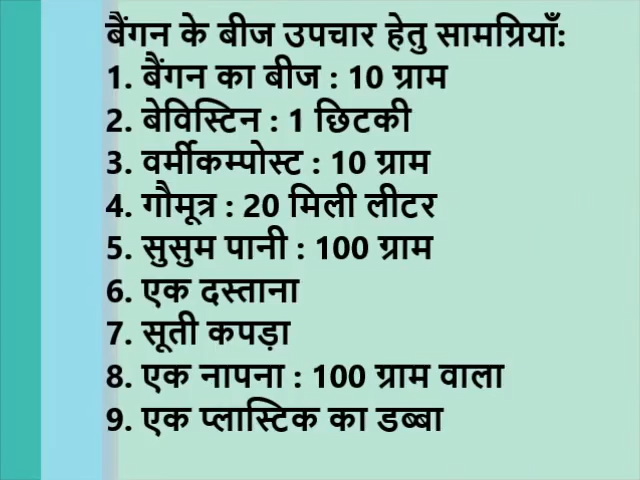 बैंगन के बीज उपचार हेतु सामग्रियाँ:
1. बैंगन का बीज : 10 ग्राम
2. बेविस्टिन : 1 छिटकी
3. वर्मीकम्पोस्ट : 10 ग्राम
4. गौमूत्र : 20 मिली लीटर
5. सुसुम पानी : 100 ग्राम
6. एक दस्ताना
7. सूती कपड़ा
8. एक नापना : 100 ग्राम वाला
9. एक प्लास्टिक का डब्बा